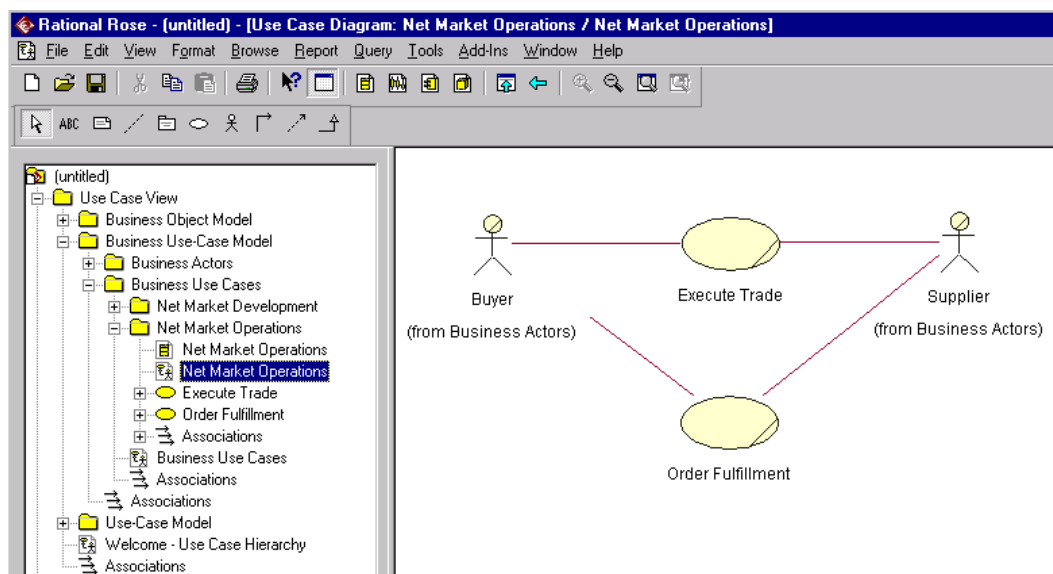 Rational Rose - (untitled) - [Use Case Diagram: Net Market Operations / Net Market Operations]
File Edit View Format Browse Report Query Tools Add-Ins Window Help
ABC
(untitled)
Use Case View
Business Object Model
Business Use-Case Model
Business Actors
Business Use Cases
Net Market Development
Net Market Operations
Net Market Operations
Net Market Operations
Execute Trade
Order Fulfillment
Associations
Business Use Cases
Associations
Associations
Use-Case Model
Welcome - Use Case Hierarchy
Associations
Buyer
(from Business Actors)
Execute Trade
Supplier
(from Business Actors)
Order Fulfillment